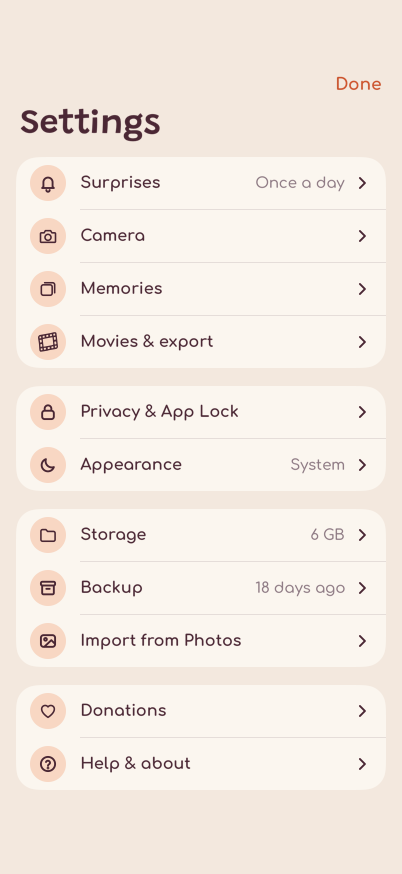 Done
Settings
Surprises Once a day
Camera
Memories
Movies & export
Privacy & App Lock
Appearance System
Storage 6 GB
Backup 18 days ago
Import from Photos
Donations
Help & about